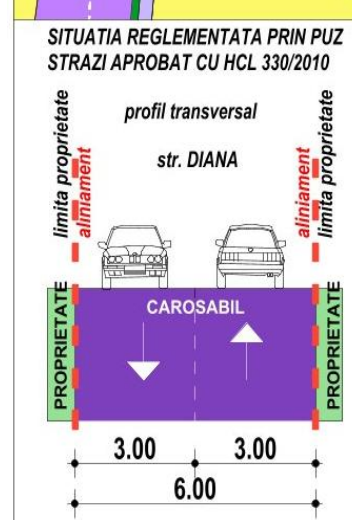 SITUATIA REGLEMENTATA PRIN PUZ
STRAZI APROBAT CU HCL 330/2010
profil transversal
str. DIANA
limita proprietate
aliniament
aliniament
limita proprietate
PROPRIETATE
CAROSABIL
PROPRIETATE
3.00 3.00
6.00